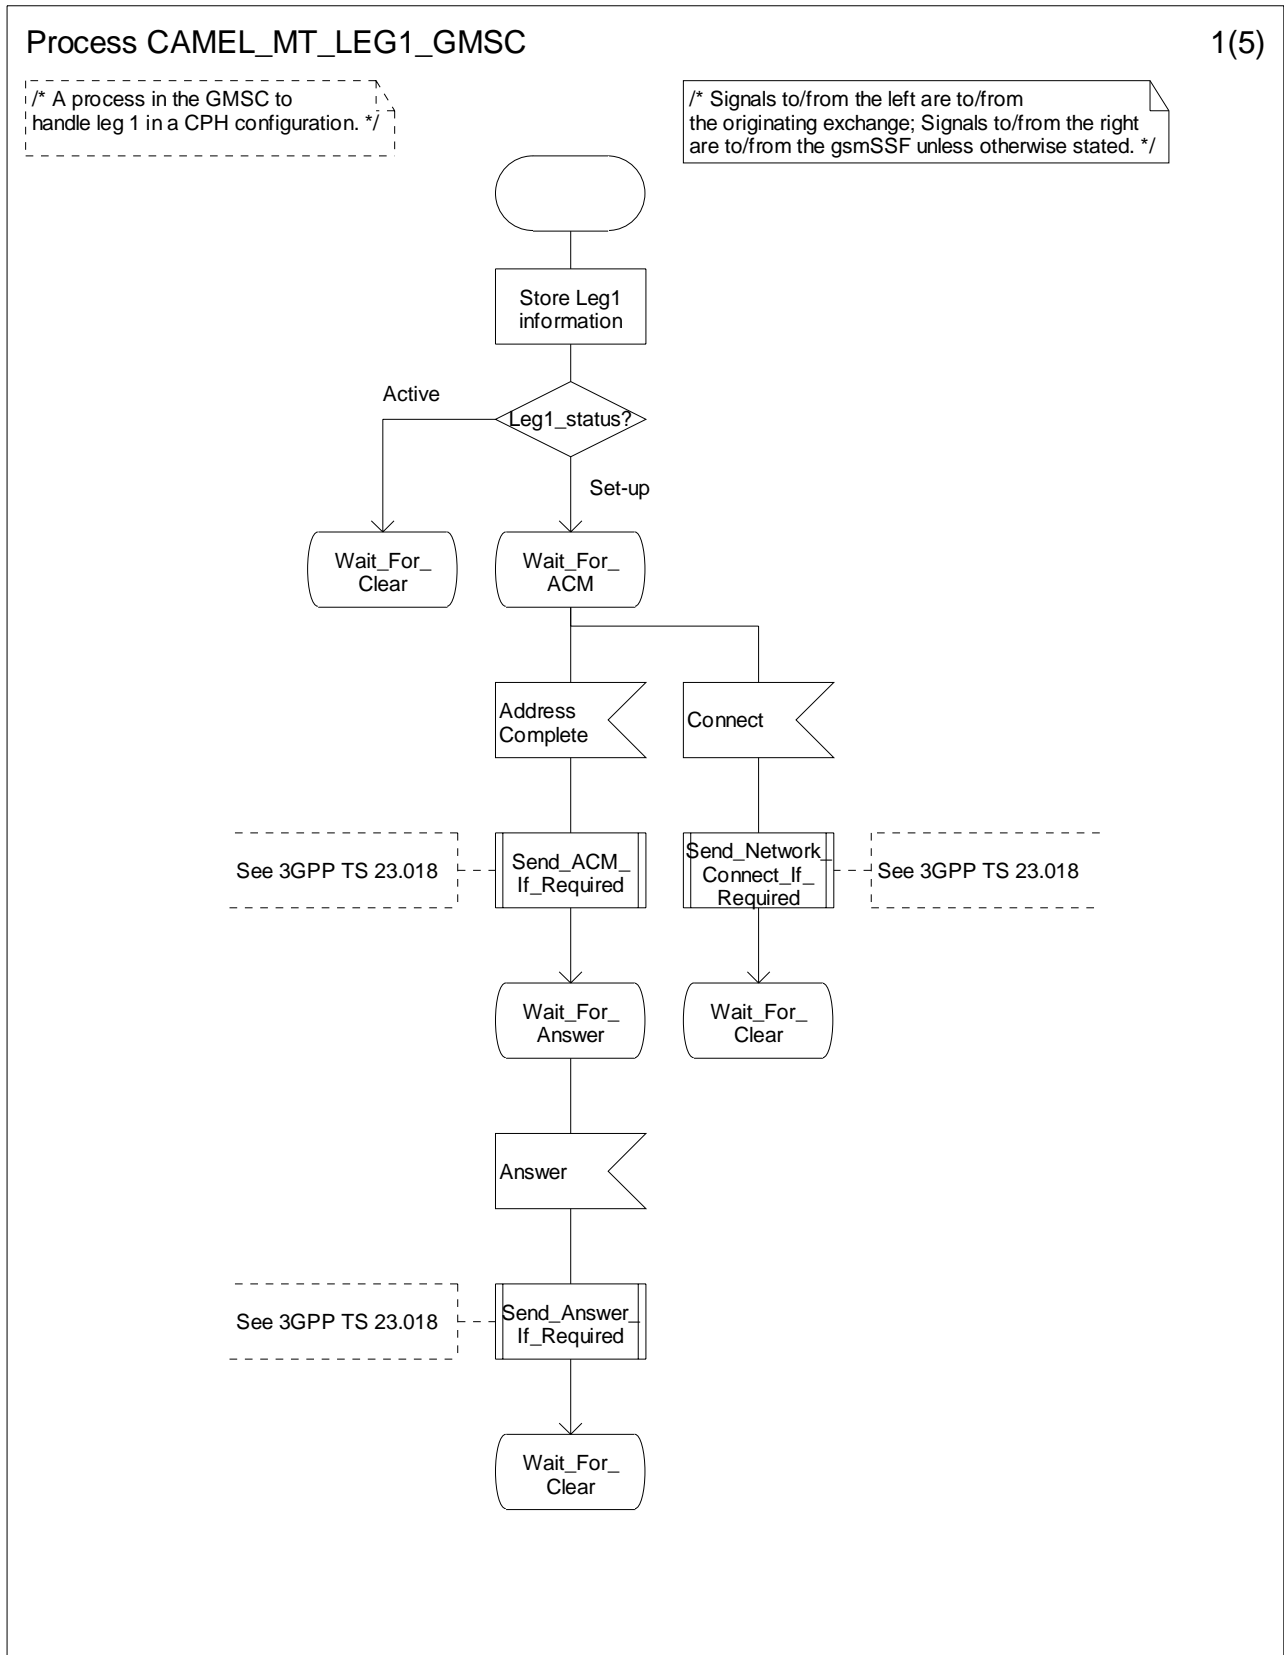 Process CAMEL_MT_LEG1_GMSC
1(5)
/* A process in the GMSC to
handle leg 1 in a CPH configuration. */
/* Signals to/from the left are to/from
the originating exchange; Signals to/from the right
are to/from the gsmSSF unless otherwise stated. */
Store Leg1
information
Active
Leg1_status?
Set-up
Wait_For_
Clear
Wait_For_
ACM
Address
Complete
Connect
See 3GPP TS 23.018
Send_ACM_
If_Required
Send_Network_
Connect_If_
Required
See 3GPP TS 23.018
Wait_For_
Answer
Wait_For_
Clear
Answer
See 3GPP TS 23.018
Send_Answer_
If_Required
Wait_For_
Clear